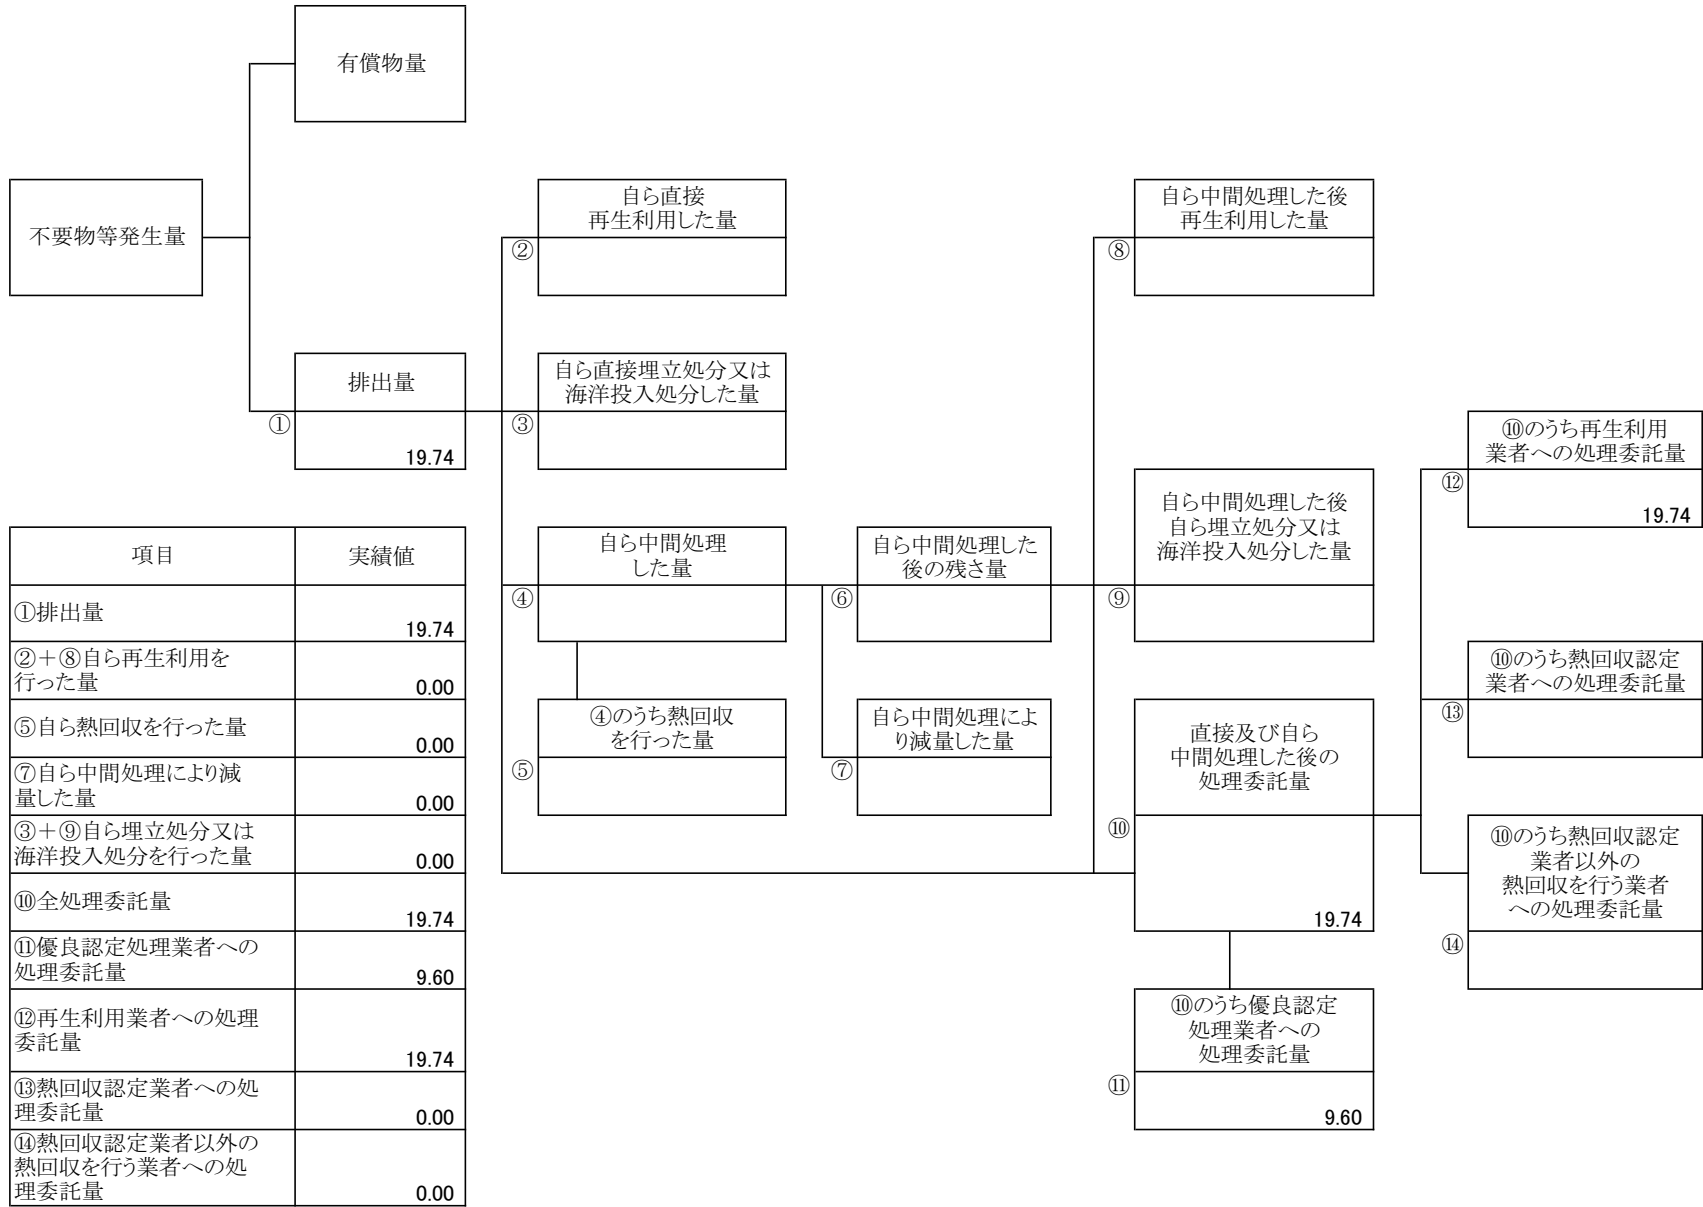 有償物量
不要物等発生量
自ら直接
再生利用した量
②
自ら中間処理した後
再生利用した量
⑧
排出量
①
19.74
自ら直接埋立処分又は
海洋投入処分した量
③
⑩のうち再生利用
業者への処理委託量
⑫
19.74
自ら中間処理
した量
④
自ら中間処理した
後の残さ量
⑥
自ら中間処理した後
自ら埋立処分又は
海洋投入処分した量
⑨
⑩のうち熱回収認定
業者への処理委託量
⑬
④のうち熱回収
を行った量
⑤
自ら中間処理によ
り減量した量
⑦
直接及び自ら
中間処理した後の
処理委託量
⑩
19.74
⑩のうち熱回収認定
業者以外の
熱回収を行う業者
への処理委託量
⑭
⑩のうち優良認定
処理業者への
処理委託量
⑪
9.60
項目 実績値
①排出量
19.74
②+⑧自ら再生利用を
行った量
0.00
⑤自ら熱回収を行った量
0.00
⑦自ら中間処理により減
量した量
0.00
③+⑨自ら埋立処分又は
海洋投入処分を行った量
0.00
⑩全処理委託量
19.74
⑪優良認定処理業者への
処理委託量
9.60
⑫再生利用業者への処理
委託量
19.74
⑬熱回収認定業者への処
理委託量
0.00
⑭熱回収認定業者以外の
熱回収を行う業者への処
理委託量
0.00